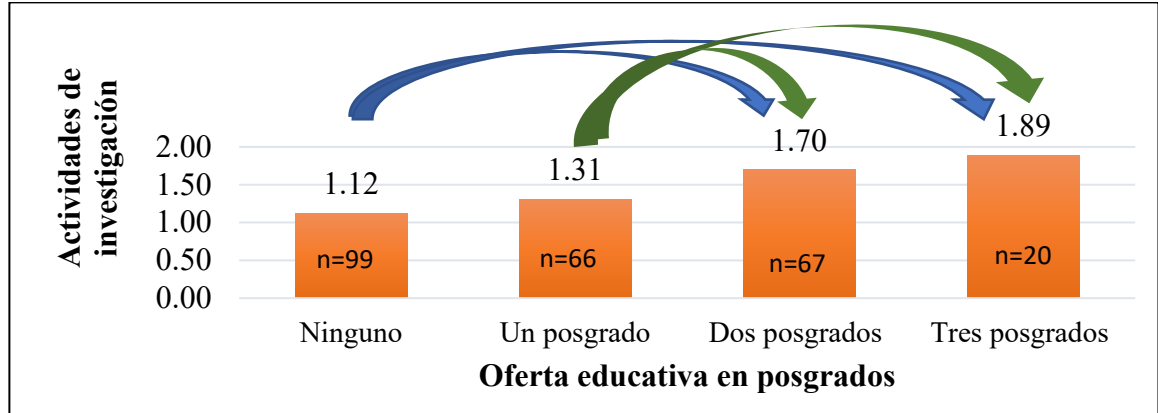 Actividades de
investigación
2.00
1.50
1.00
0.50
0.00
1.12
1.31
1.70
1.89
n=99
n=66
n=67
n=20
Ninguno
Un posgrado
Dos posgrados
Tres posgrados
Oferta educativa en posgrados